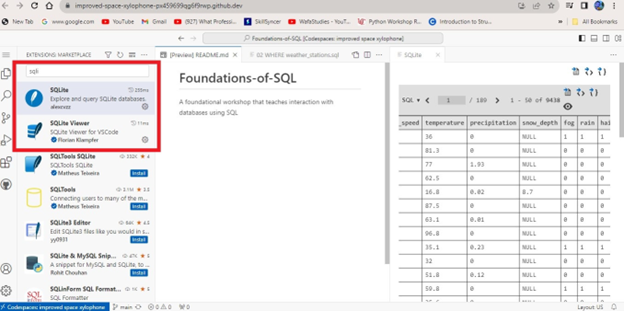 improved-space-xylophone-px459699qg6f9rwp.github.dev
G
www.google.com
YouTube
Gmail
(927) What Professi...
SkillSyncer
WafaStudies - YouT...
Python Workshop R...
Introduction to Stru...
All Bookmarks
Foundations-of-SQL [Codespaces: improved space xylophone]
EXTENSIONS: MARKETPLACE
sqli
SQLite
255ms
Explore and query SQLite databases.
alexcvzz
SQLite Viewer
11ms
SQLite Viewer for VSCode
Florian Klampfer
SQLTools SQLite
332K
4
SQLTools SQLite
Matheus Teixeira
Install
SQLTools
3.1M
3.5
Connecting users to many of the m...
Matheus Teixeira
Install
SQLite3 Editor
84K
4.5
Edit SQLite3 files like you would in s...
yy0931
Install
SQLite & MySQL Snip...
47K
5
A snippet for MySQL and SQLite, to ...
Rohit Chouhan
Install
SQLinForm SQL Format...
1K
5
SQL Formatter
[Preview] README.md
02 WHERE weather_stations.sql
Foundations-of-SQL
A foundational workshop that teaches interaction with
databases using SQL
SQLite
SQL
1
/ 189
1 - 50 of 9438
_speed temperature precipitation snow_depth fog rain hai
36 0 NULL 1 1 1
81.3 0 NULL 0 0 0
77 1.93 NULL 0 0 0
62.5 0 NULL 0 0 0
16.8 0.02 8.7 0 0 0
87.5 0 NULL 0 0 0
63.1 0.01 NULL 0 0 0
96.8 0 NULL 0 0 0
35.1 0.23 NULL 1 1 1
32 0 NULL 0 0 0
51.8 0.12 NULL 0 0 0
59.8 0 NULL 1 1 1
Codespaces: improved space xylophone
main
0
0
0
Layout: US